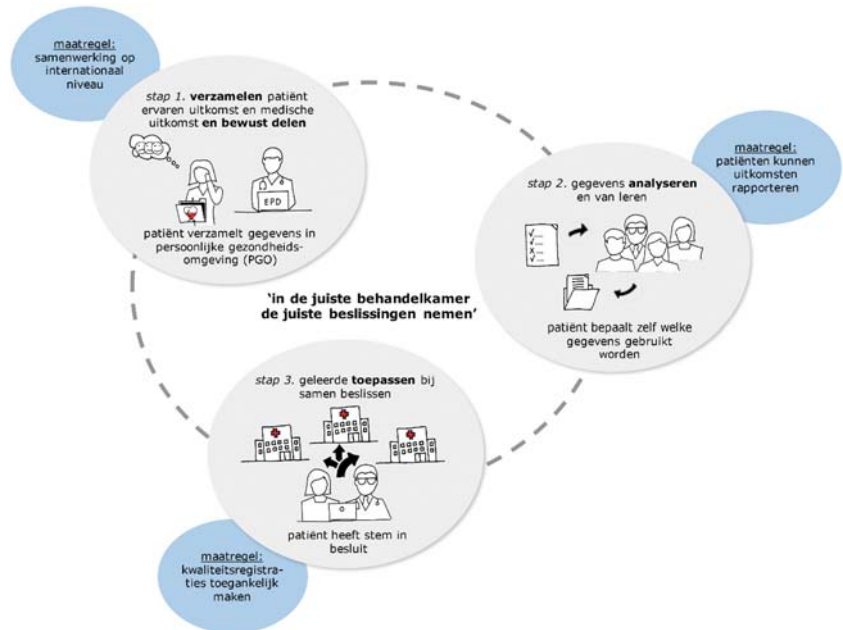 maatregel:
samenwerking op
internationaal
niveau
stap 1. verzamelen patiënt
ervaren uitkomst en medische
uitkomst en bewust delen
EPD
patiënt verzamelt gegevens in
persoonlijke gezondheids-
omgeving (PGO)
maatregel:
patiënten kunnen
uitkomsten
rapporteren
stap 2. gegevens analyseren
en van leren
patiënt bepaalt zelf welke
gegevens gebruikt
worden
‘in de juiste behandelkamer
de juiste beslissingen nemen’
stap 3. geleerde toepassen bij
samen beslissen
patiënt heeft stem in
besluit
maatregel:
kwaliteitsregistra-
ties toegankelijk
maken